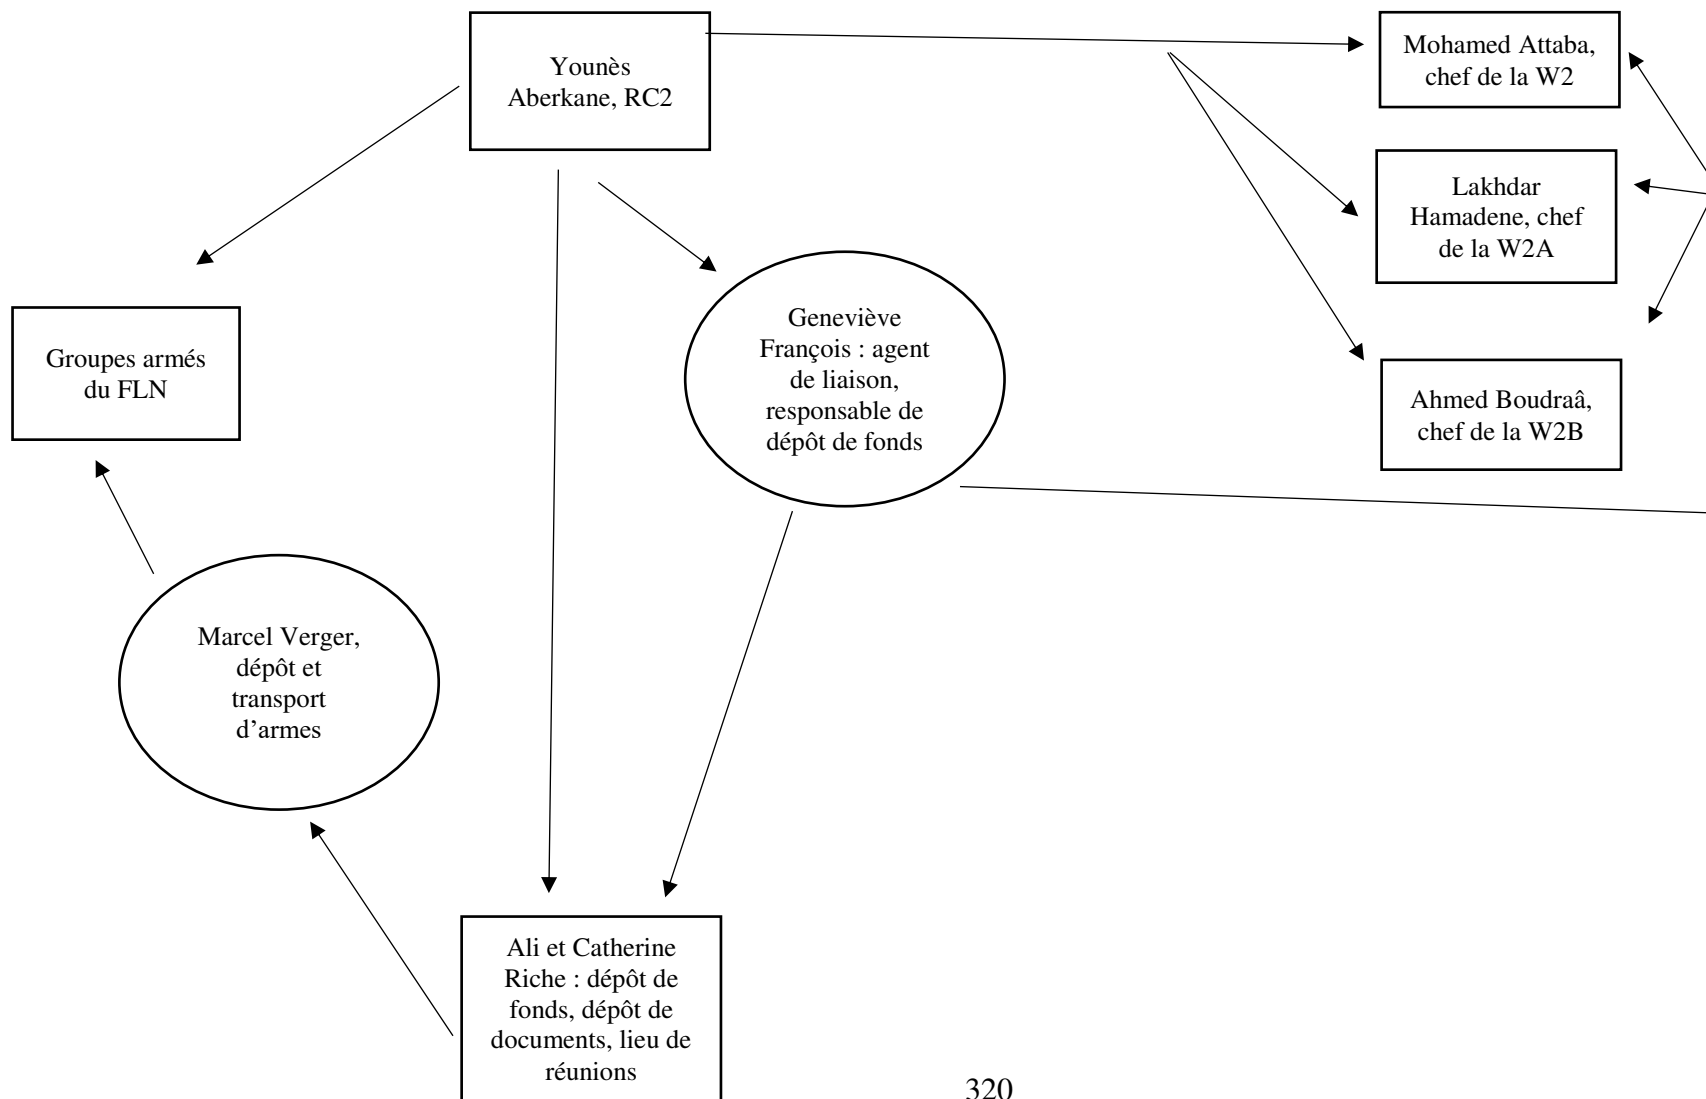 Younès
Aberkane, RC2
Mohamed Attaba,
chef de la W2
Lakhdar
Hamadene, chef
de la W2A
Ahmed Boudraâ,
chef de la W2B
Groupes armés
du FLN
Geneviève
François : agent
de liaison,
responsable de
dépôt de fonds
Marcel Verger,
dépôt et
transport
d’armes
Ali et Catherine
Riche : dépôt de
fonds, dépôt de
documents, lieu de
réunions
320